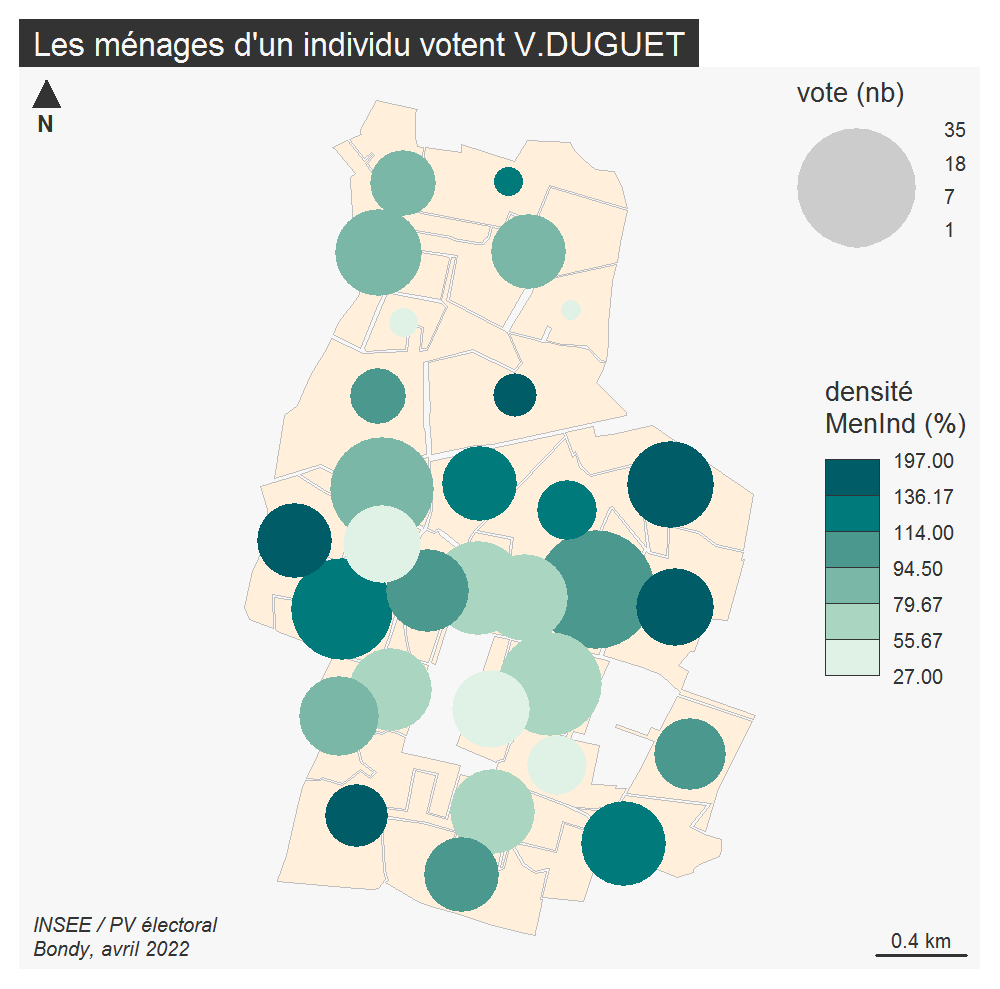 Les ménages d'un individu votent V.DUGUET
N
vote (nb)
35
18
7
1
densité
MenInd (%)
197.00
136.17
114.00
94.50
79.67
55.67
27.00
INSEE / PV électoral
Bondy, avril 2022
0.4 km